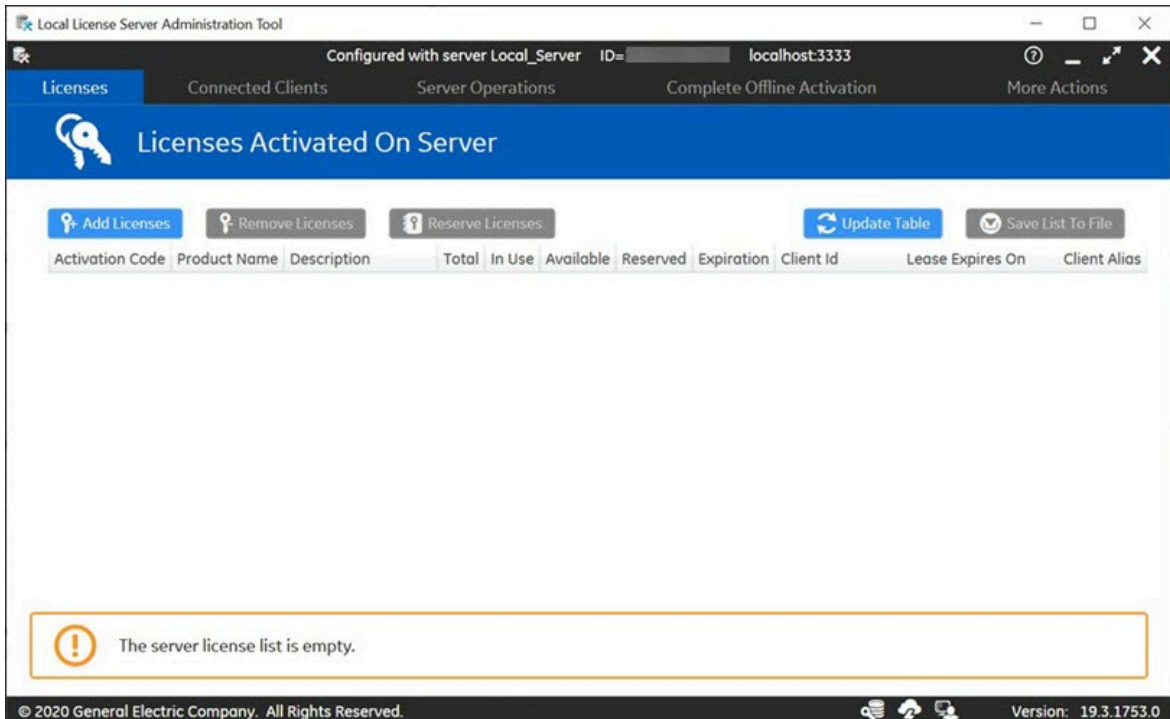 Local License Server Administration Tool
Configured with server Local_Server ID= localhost:3333
Licenses Connected Clients Server Operations Complete Offline Activation More Actions
Licenses Activated On Server
Add Licenses Remove Licenses Reserve Licenses Update Table Save List To File
Activation Code Product Name Description Total In Use Available Reserved Expiration Client Id Lease Expires On Client Alias
The server license list is empty.
© 2020 General Electric Company. All Rights Reserved. Version: 19.3.1753.0